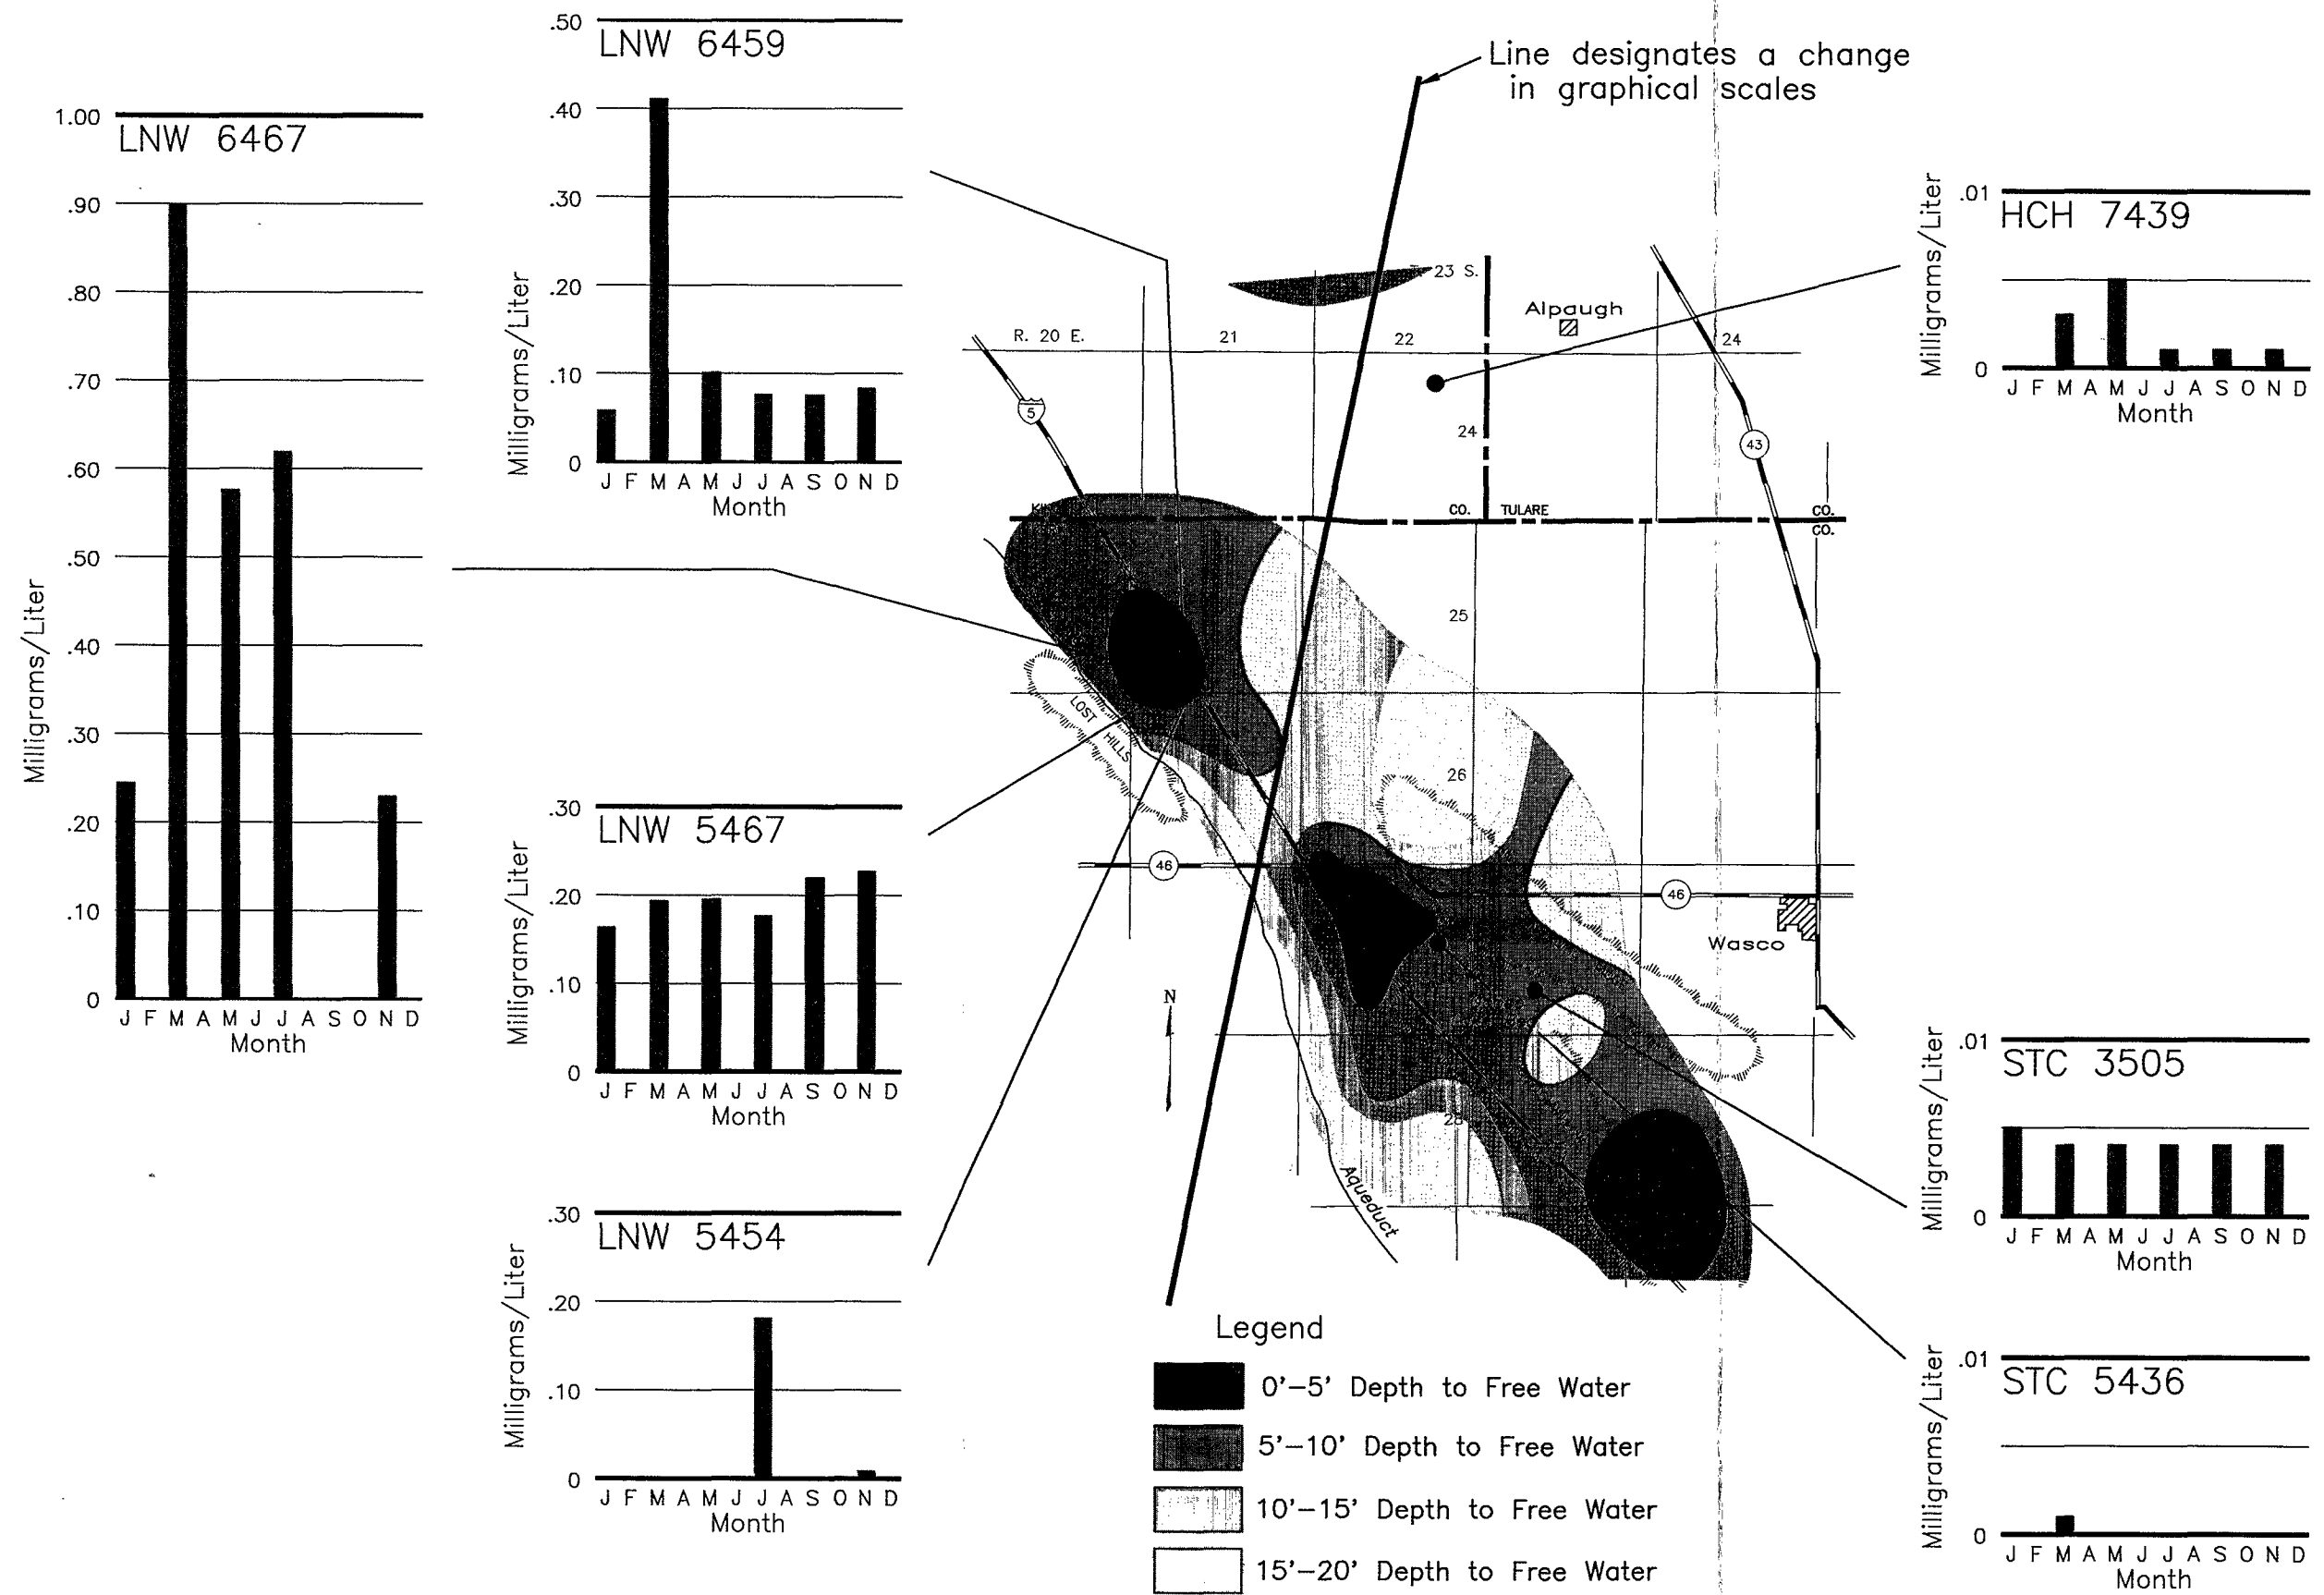 LNW 6467
1.00
.90
.80
.70
.60
.50
.40
.30
.20
.10
0
Milligrams/Liter
J F M A M J J A S O N D
Month
LNW 6459
.50
.40
.30
.20
.10
0
Milligrams/Liter
J F M A M J J A S O N D
Month
LNW 5467
.30
.20
.10
0
Milligrams/Liter
J F M A M J J A S O N D
Month
LNW 5454
.30
.20
.10
0
Milligrams/Liter
J F M A M J J A S O N D
Month
Line designates a change
in graphical scales
23 S.
Alpaugh
R. 20 E.
21
22
24
5
24
43
CO.
TULARE
CO.
CO.
25
LOST HILLS
26
46
46
Wasco
N
Aqueduct
HCH 7439
.01
0
Milligrams/Liter
J F M A M J J A S O N D
Month
STC 3505
.01
0
Milligrams/Liter
J F M A M J J A S O N D
Month
STC 5436
.01
0
Milligrams/Liter
J F M A M J J A S O N D
Month
Legend
0'-5' Depth to Free Water
5'-10' Depth to Free Water
10'-15' Depth to Free Water
15'-20' Depth to Free Water